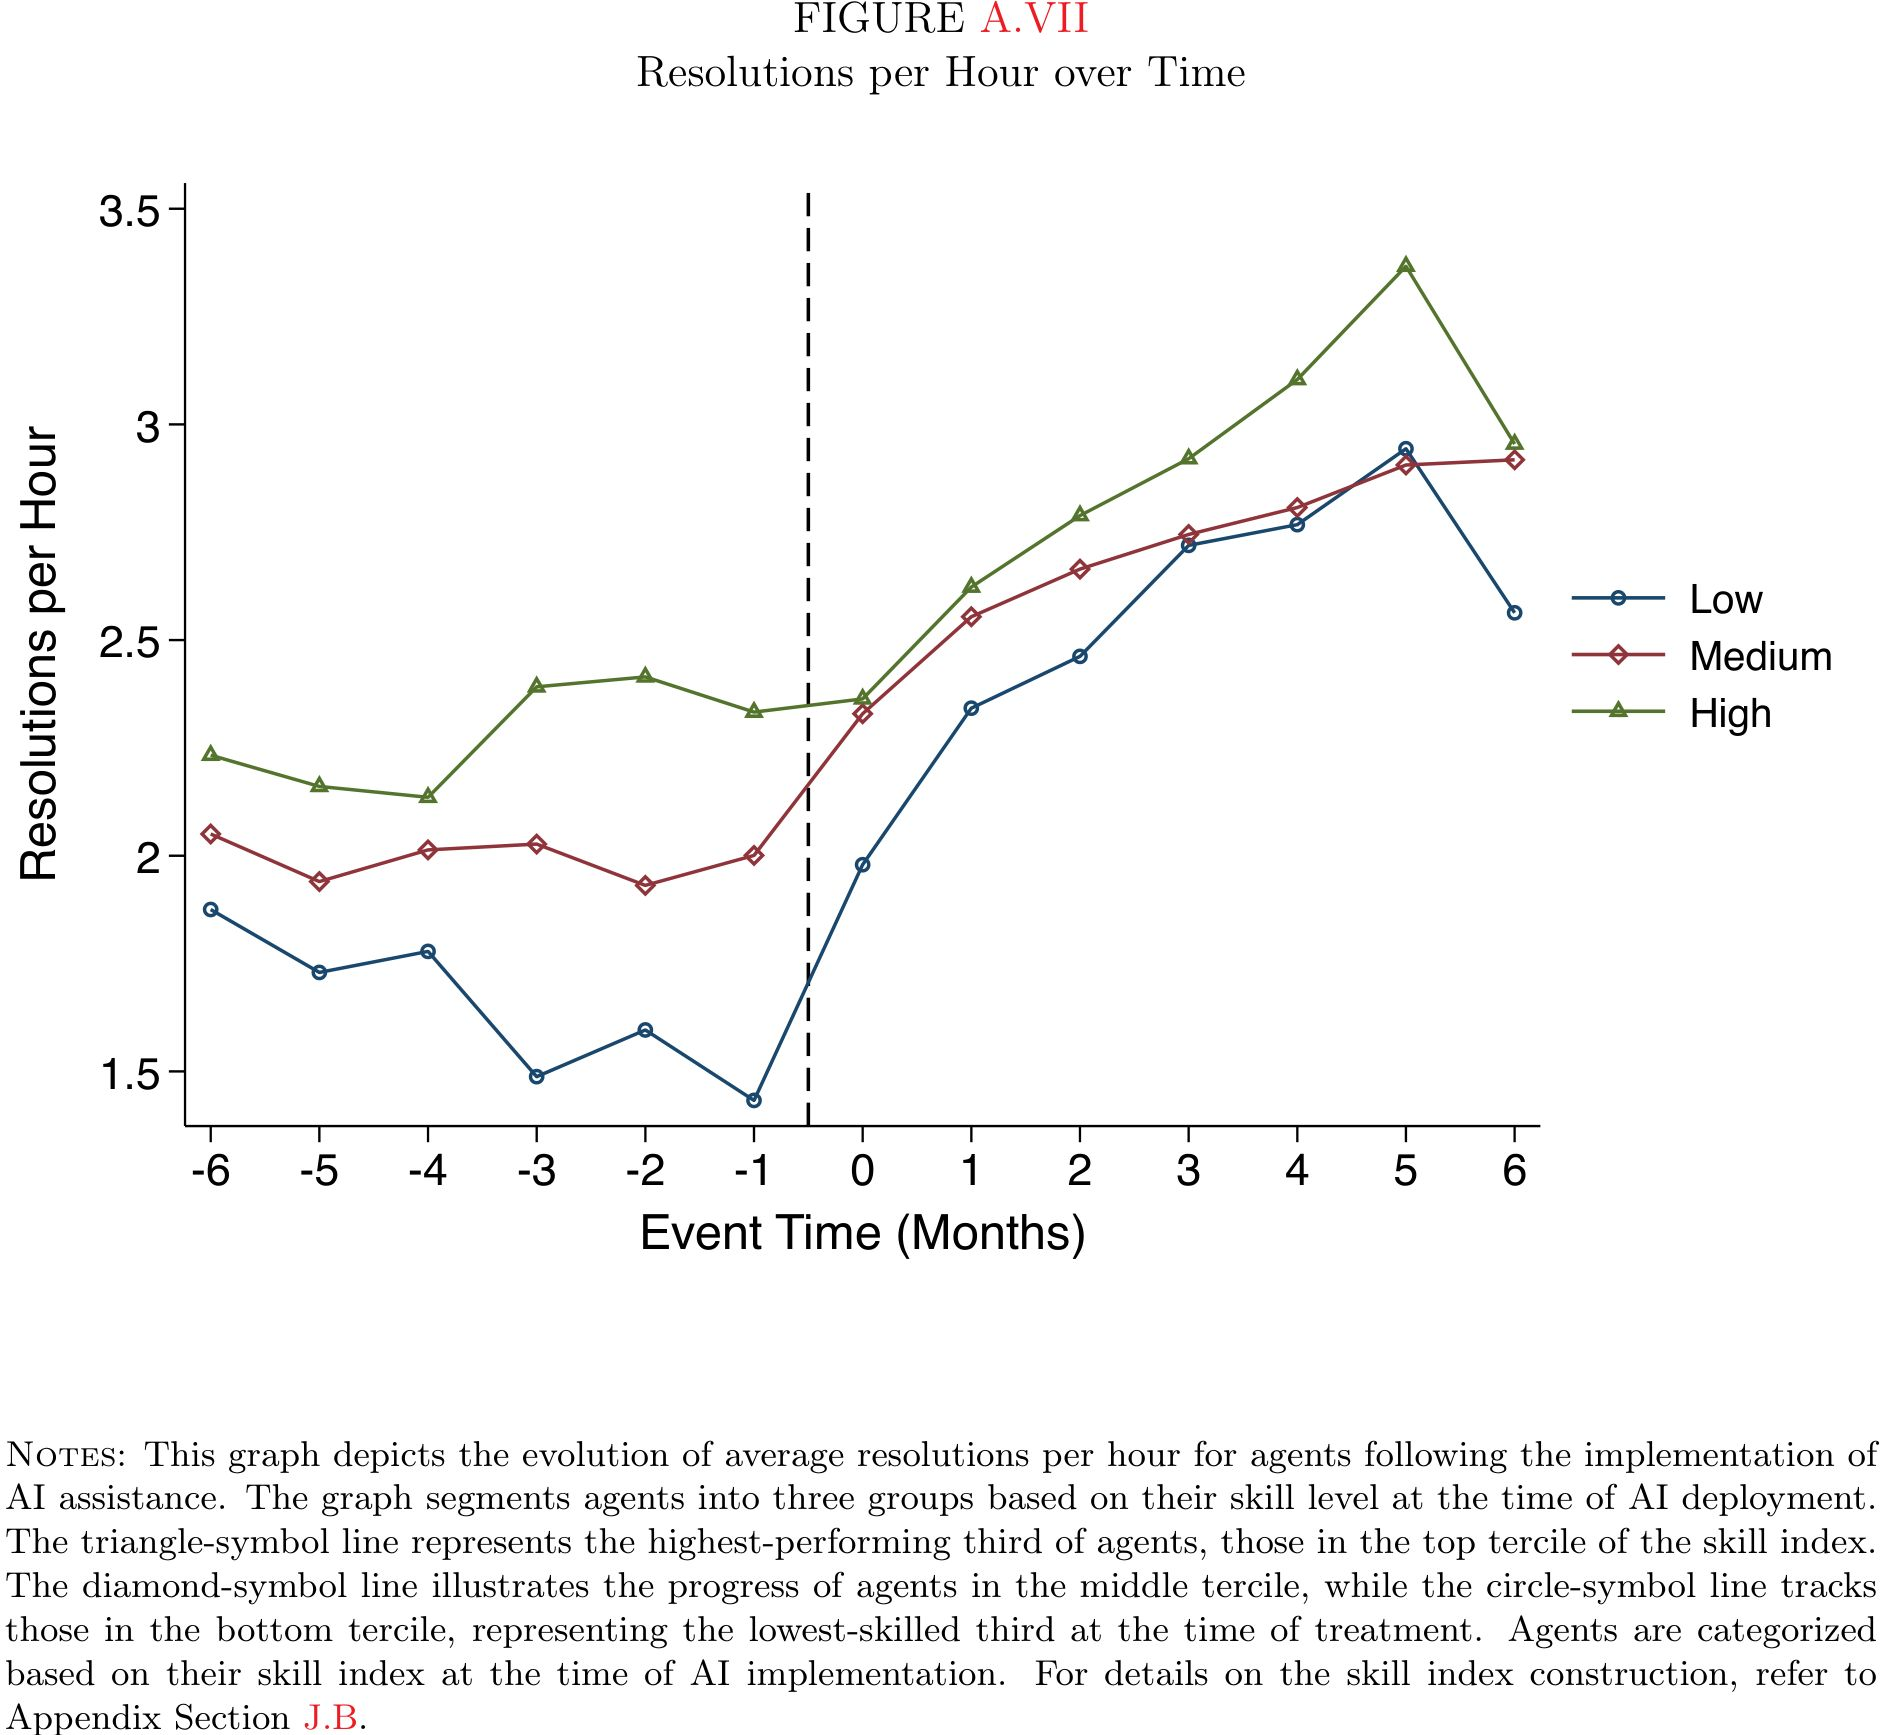 FIGURE A.VII
Resolutions per Hour over Time
3.5
3
2.5
2
1.5
Resolutions per Hour
-6 -5 -4 -3 -2 -1 0 1 2 3 4 5 6
Event Time (Months)
Low
Medium
High
NOTES: This graph depicts the evolution of average resolutions per hour for agents following the implementation of
AI assistance. The graph segments agents into three groups based on their skill level at the time of AI deployment.
The triangle-symbol line represents the highest-performing third of agents, those in the top tercile of the skill index.
The diamond-symbol line illustrates the progress of agents in the middle tercile, while the circle-symbol line tracks
those in the bottom tercile, representing the lowest-skilled third at the time of treatment. Agents are categorized
based on their skill index at the time of AI implementation. For details on the skill index construction, refer to
Appendix Section J.B.